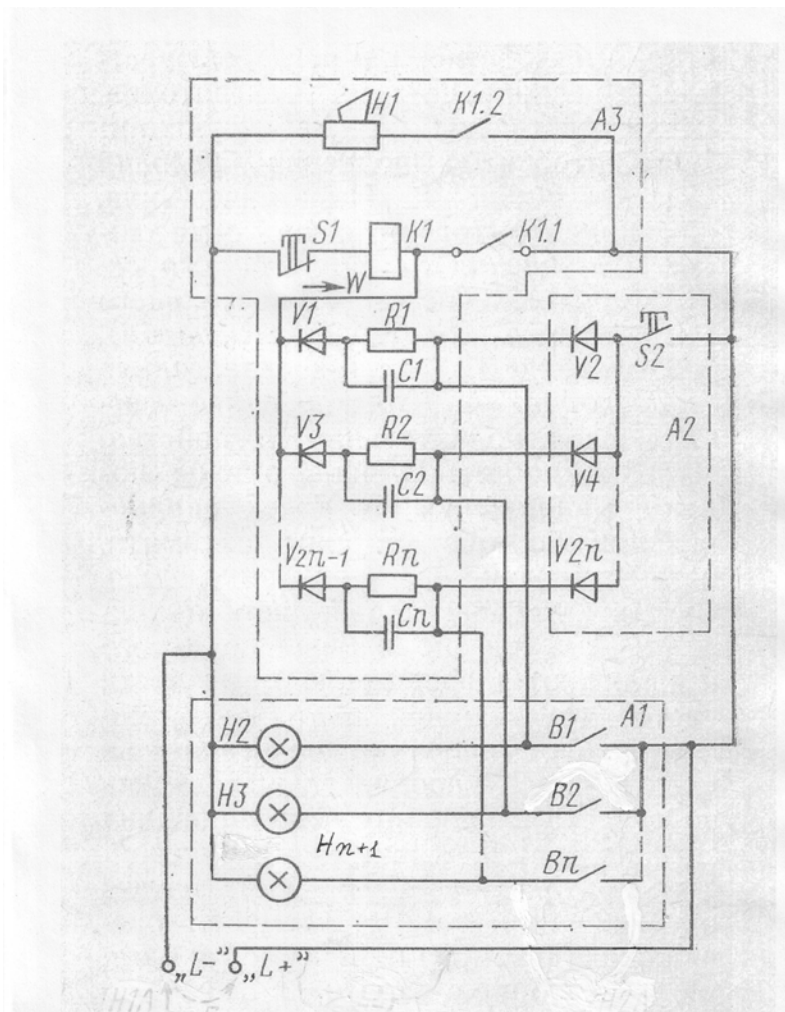 H1 K1.2 A3
S1 K1 K1.1
W
V1 R1 V2 S2
C1
A2
V3 R2 V4
C2
V2n-1 Rn V2n
Cn
H2 B1 A1
H3 B2
Hn+1
Bn
„L-” „L+”